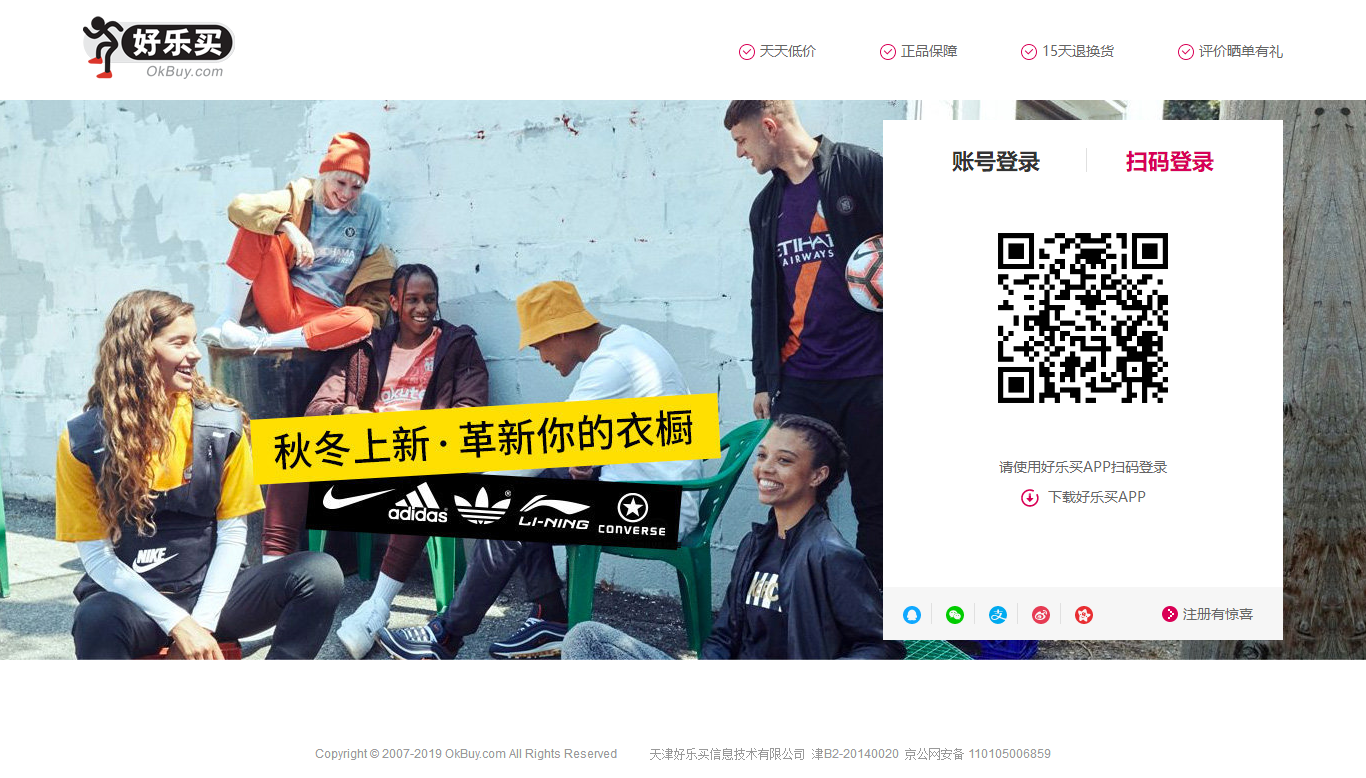 好乐买
OkBuy.com
天天低价
正品保障
15天退换货
评价晒单有礼
账号登录
扫码登录
ETIHAD
AIRWAYS
秋冬上新·革新你的衣橱
adidas
LI-NING
CONVERSE
NIKE
请使用好乐买APP扫码登录
下载好乐买APP
注册有惊喜
Copyright © 2007-2019 OkBuy.com All Rights Reserved 天津好乐买信息技术有限公司 津B2-20140020 京公网安备 110105006859